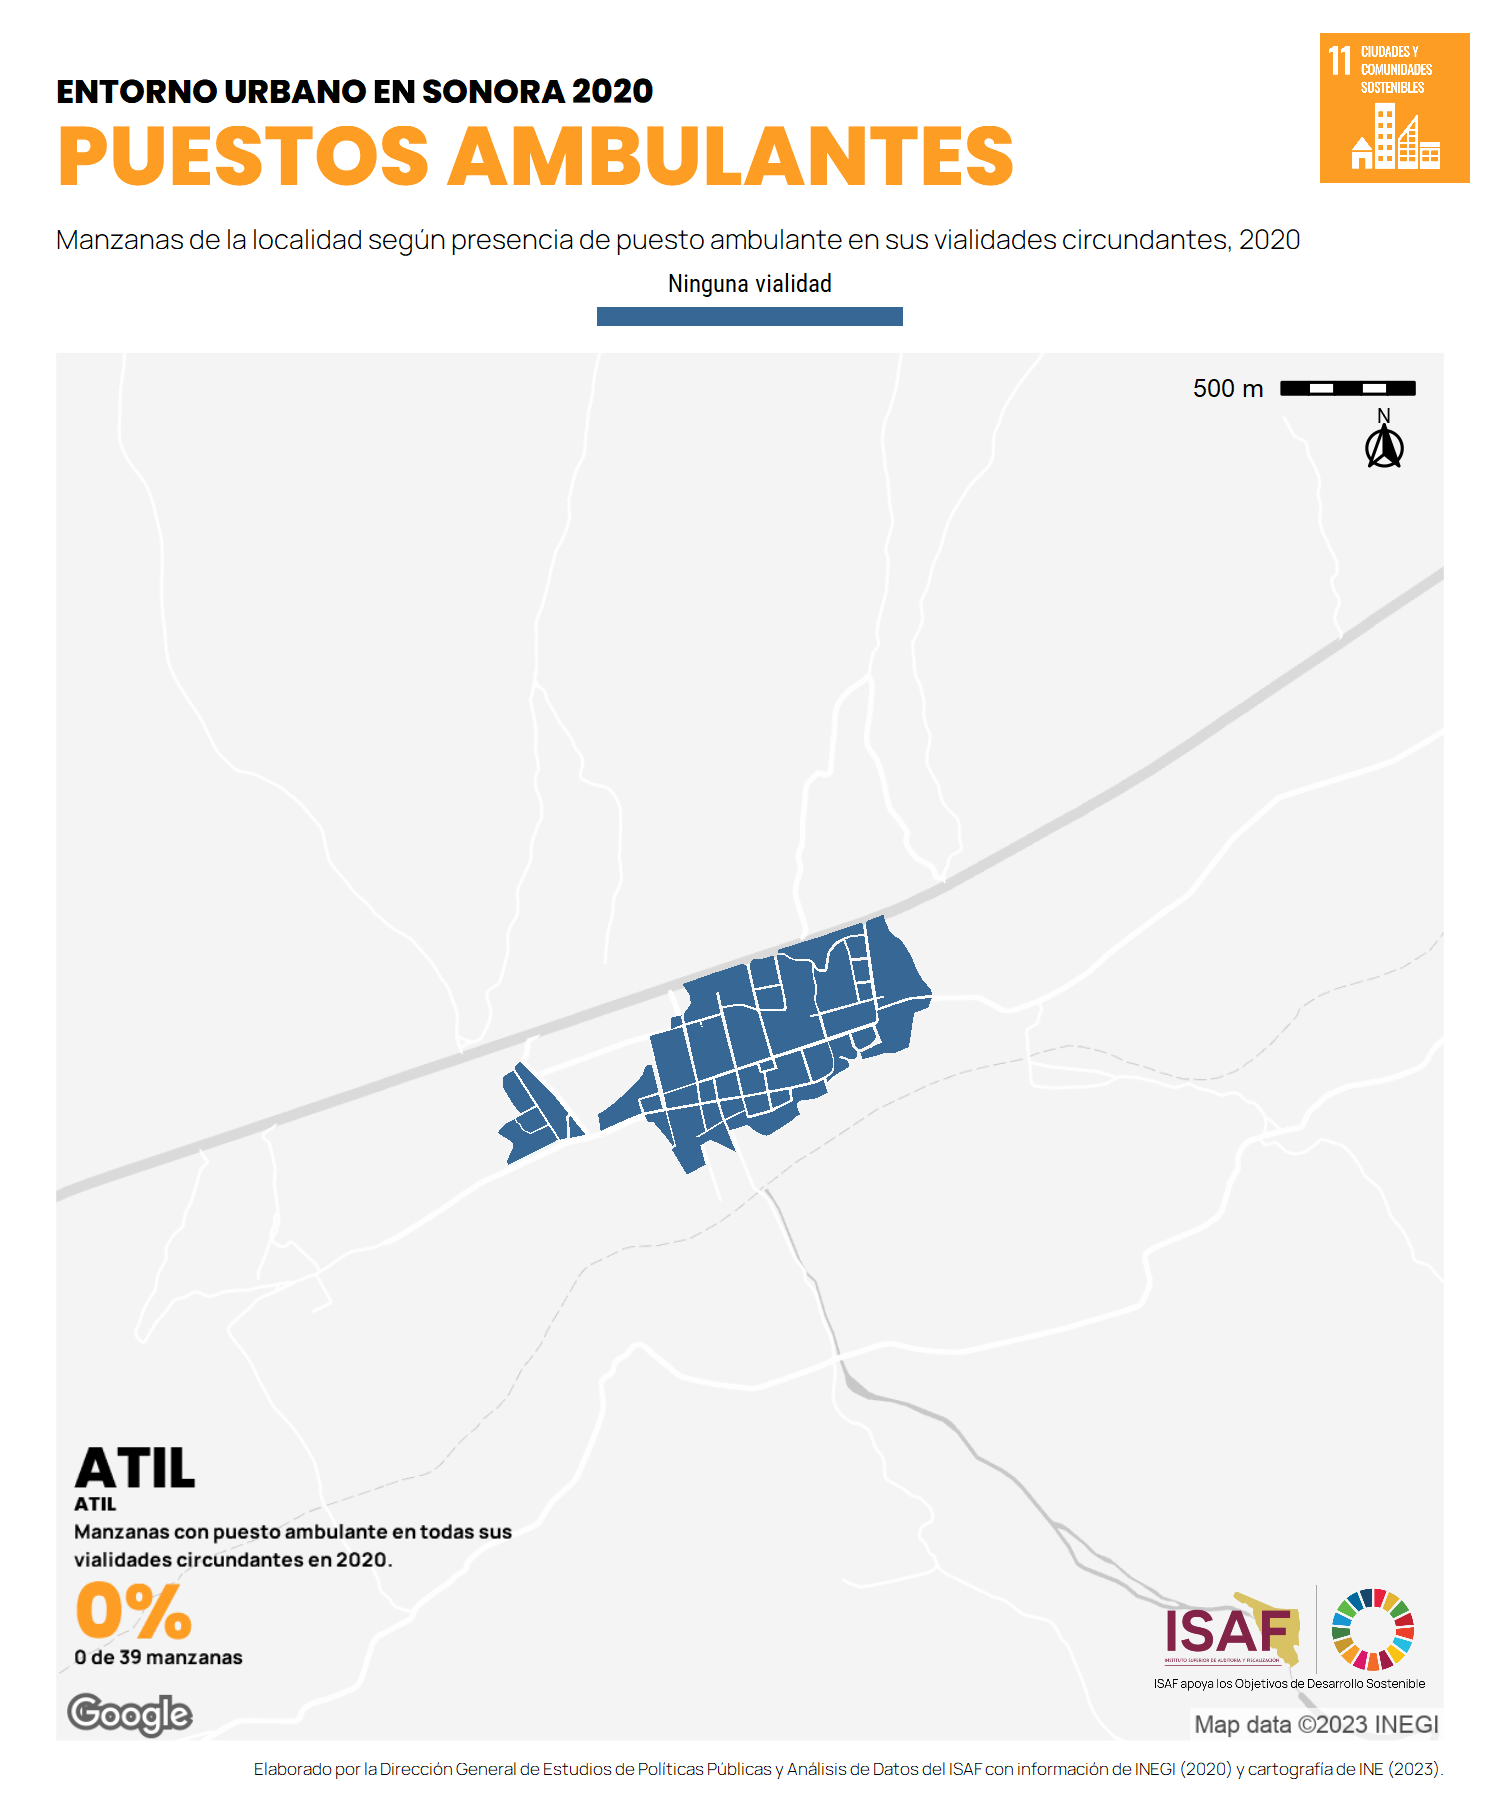 11 CIUDADES Y
COMUNIDADES
SOSTENIBLES
ENTORNO URBANO EN SONORA 2020
PUESTOS AMBULANTES
Manzanas de la localidad según presencia de puesto ambulante en sus vialidades circundantes, 2020
Ninguna vialidad
500 m
N
ATIL
ATIL
Manzanas con puesto ambulante en todas sus
vialidades circundantes en 2020.
0%
0 de 39 manzanas
Google
ISAF
INSTITUTO SUPERIOR DE AUDITORÍA Y FISCALIZACIÓN
ISAF apoya los Objetivos de Desarrollo Sostenible
Map data ©2023 INEGI
Elaborado por la Dirección General de Estudios de Políticas Públicas y Análisis de Datos del ISAF con información de INEGI (2020) y cartografía de INE (2023).